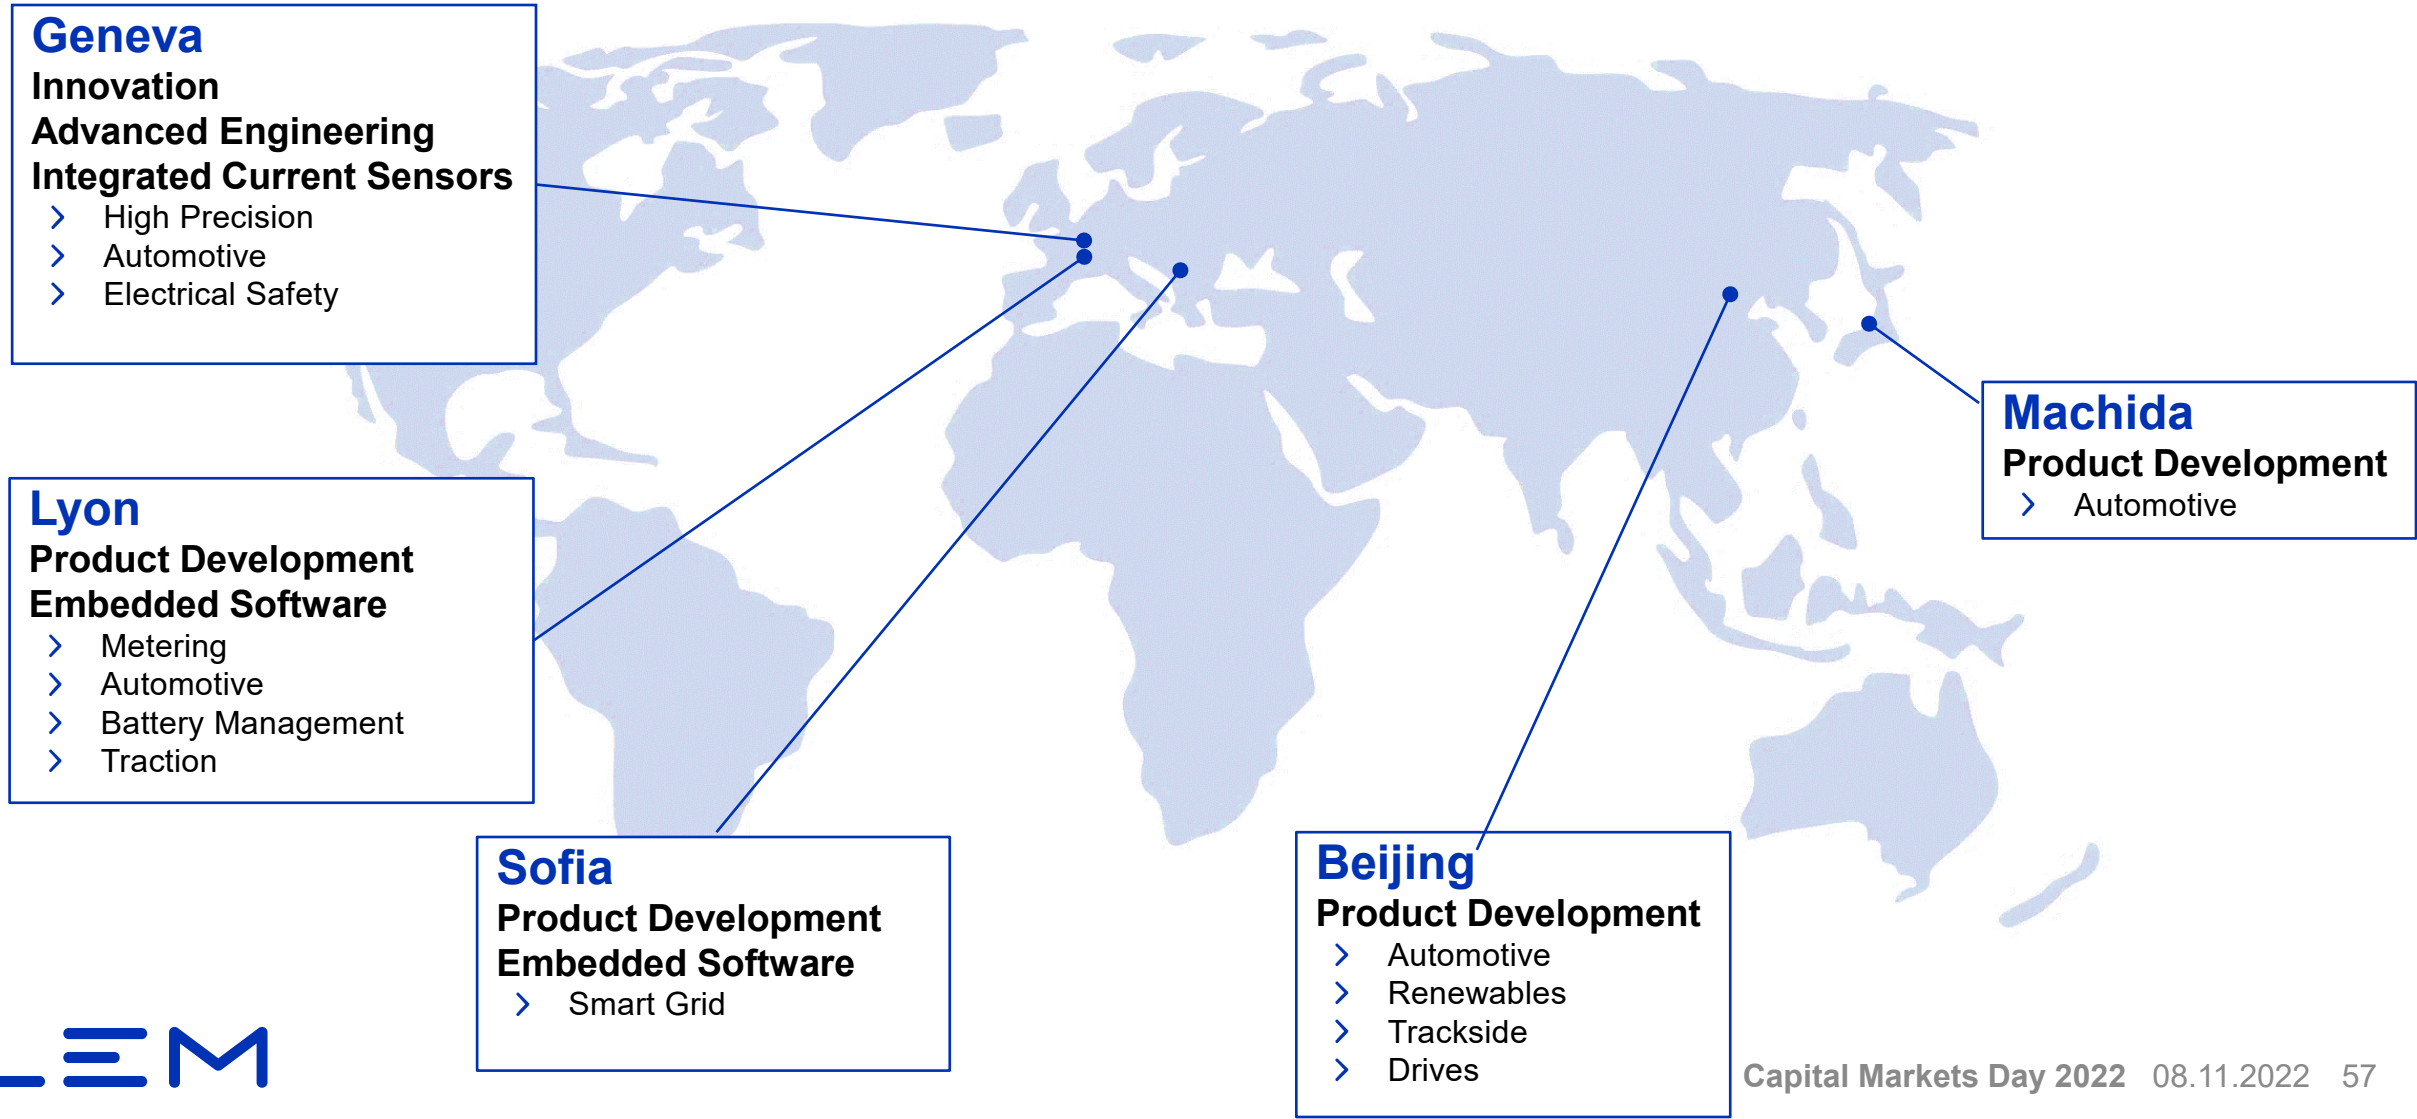 Geneva
Innovation
Advanced Engineering
Integrated Current Sensors
High Precision
Automotive
Electrical Safety
Lyon
Product Development
Embedded Software
Metering
Automotive
Battery Management
Traction
Sofia
Product Development
Embedded Software
Smart Grid
Beijing
Product Development
Automotive
Renewables
Trackside
Drives
Machida
Product Development
Automotive
LEM
Capital Markets Day 2022 08.11.2022 57